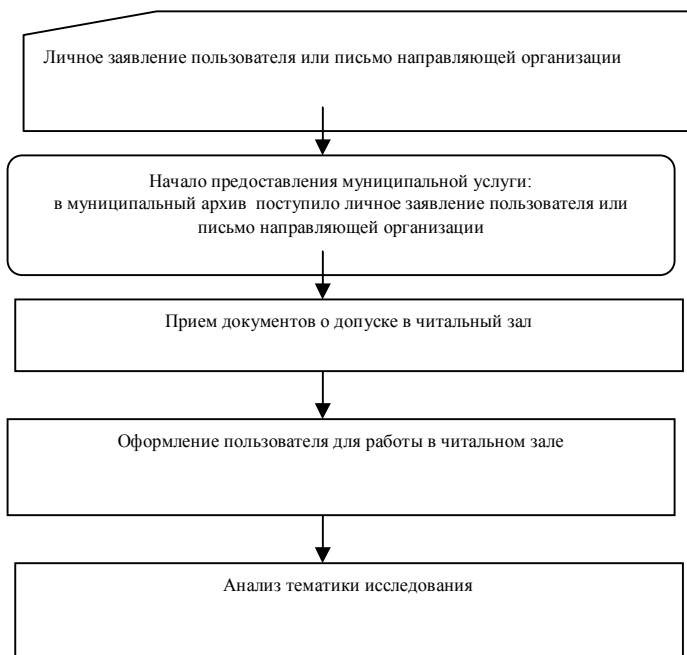 Личное заявление пользователя или письмо направляющей организации
Начало предоставления муниципальной услуги:
в муниципальный архив поступило личное заявление пользователя или
письмо направляющей организации
Прием документов о допуске в читальный зал
Оформление пользователя для работы в читальном зале
Анализ тематики исследования